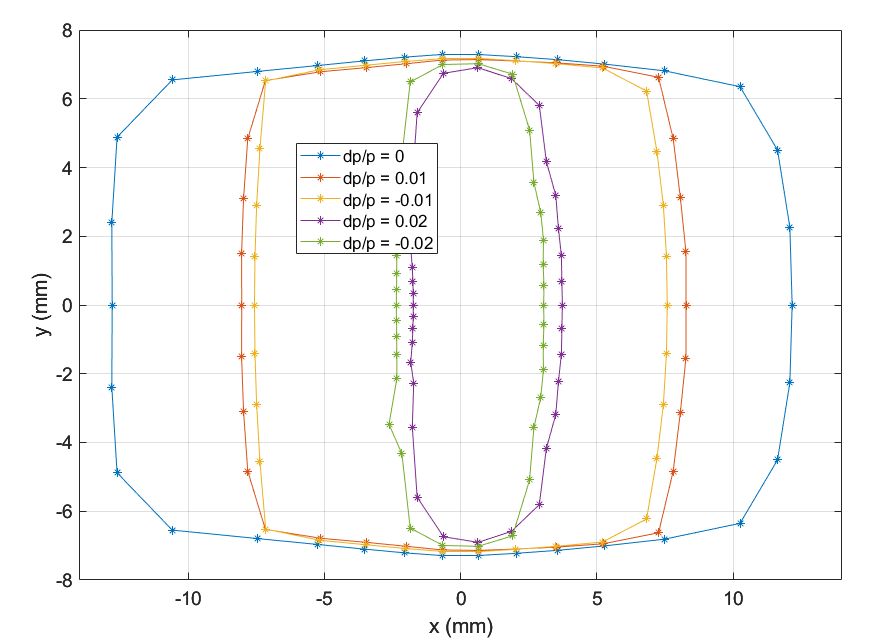 8
6
4
2
0
-2
-4
-6
-8
y (mm)
dp/p = 0
dp/p = 0.01
dp/p = -0.01
dp/p = 0.02
dp/p = -0.02
-10 -5 0 5 10
x (mm)